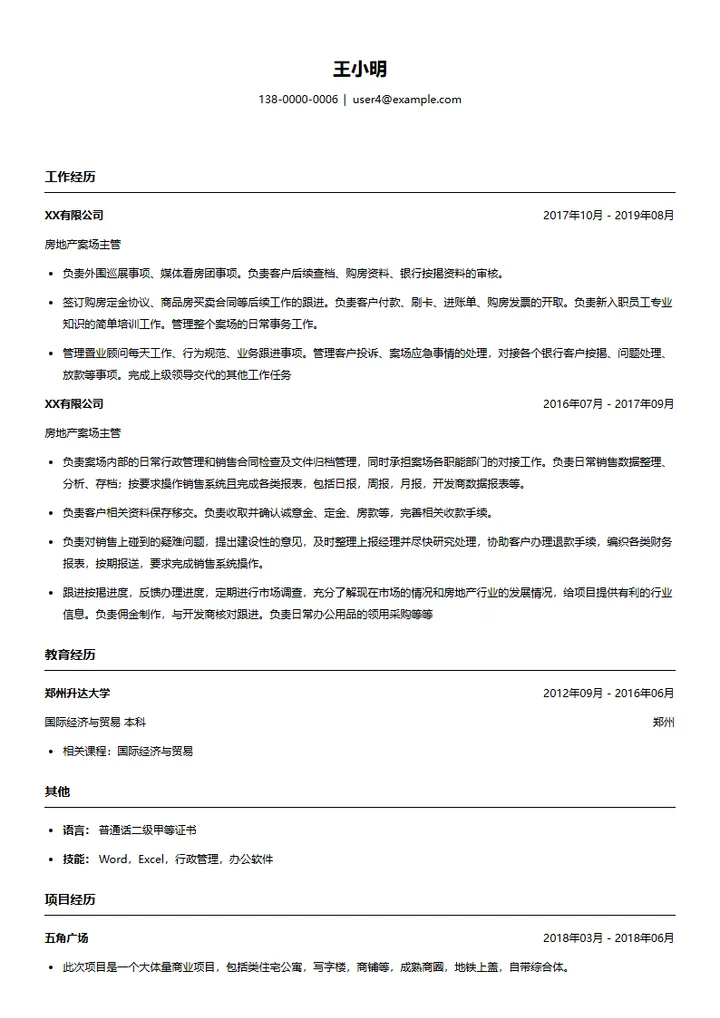 王小明
138-0000-0006 | user4@example.com
工作经历
XX有限公司 2017年10月 - 2019年08月
房地产案场主管
• 负责外围巡展事项、媒体看房团事项。负责客户后续查档、购房资料、银行按揭资料的审核。
• 签订购房定金协议、商品房买卖合同等后续工作的跟进。负责客户付款、刷卡、进账单、购房发票的开取。负责新入职员工专业
知识的简单培训工作。管理整个案场的日常事务工作。
• 管理置业顾问每天工作、行为规范、业务跟进事项。管理客户投诉、案场应急事情的处理，对接各个银行客户按揭、问题处理、
放款等事项。完成上级领导交代的其他工作任务
XX有限公司 2016年07月 - 2017年09月
房地产案场主管
• 负责案场内部的日常行政管理和销售合同检查及文件归档管理，同时承担案场各职能部门的对接工作。负责日常销售数据整理、
分析、存档；按要求操作销售系统且完成各类报表，包括日报，周报，月报，开发商数据报表等。
• 负责客户相关资料保存移交。负责收取并确认诚意金、定金、房款等，完善相关收款手续。
• 负责对销售上碰到的疑难问题，提出建设性的意见，及时整理上报经理并尽快研究处理，协助客户办理退款手续，编织各类财务
报表，按期报送，要求完成销售系统操作。
• 跟进按揭进度，反馈办理进度，定期进行市场调查，充分了解现在市场的情况和房地产行业的发展情况，给项目提供有利的行业
信息。负责佣金制作，与开发商核对跟进。负责日常办公用品的领用采购等等
教育经历
郑州升达大学 2012年09月 - 2016年06月
国际经济与贸易 本科 郑州
• 相关课程：国际经济与贸易
其他
• 语言： 普通话二级甲等证书
• 技能： Word，Excel，行政管理，办公软件
项目经历
五角广场 2018年03月 - 2018年06月
• 此次项目是一个大体量商业项目，包括类住宅公寓，写字楼，商铺等，成熟商圈，地铁上盖，自带综合体。